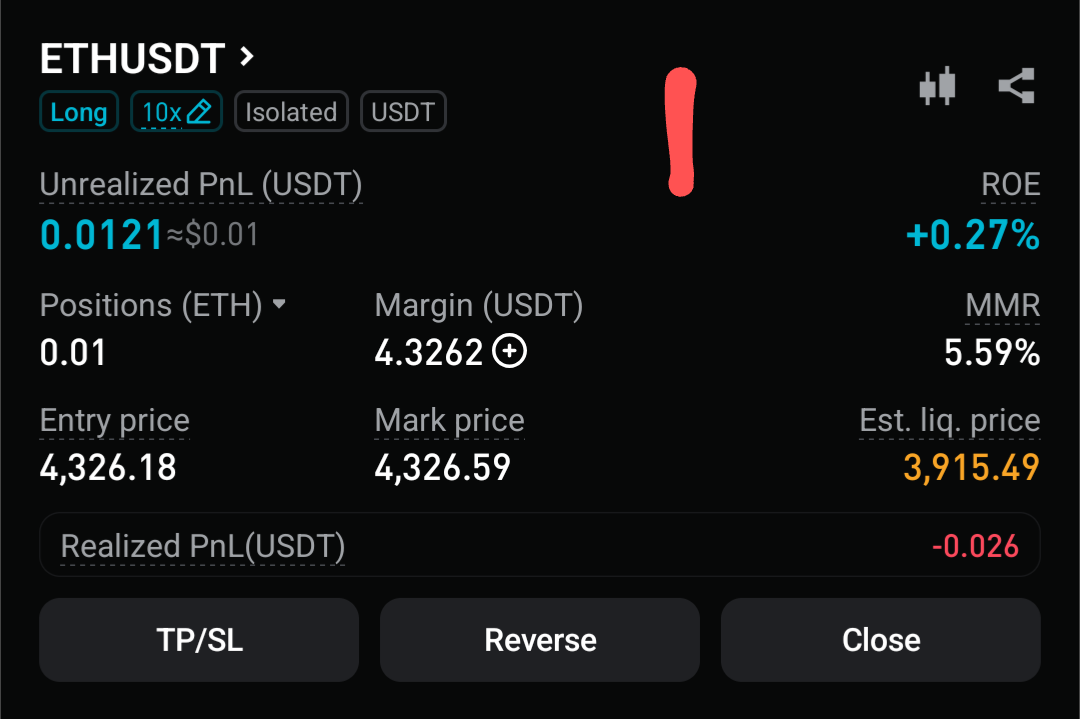 ETHUSDT >
Long 10x Isolated USDT
Unrealized PnL (USDT) ROE
0.0121≈$0.01 +0.27%
Positions (ETH) Margin (USDT) MMR
0.01 4.3262 5.59%
Entry price Mark price Est. liq. price
4,326.18 4,326.59 3,915.49
Realized PnL(USDT) -0.026
TP/SL Reverse Close